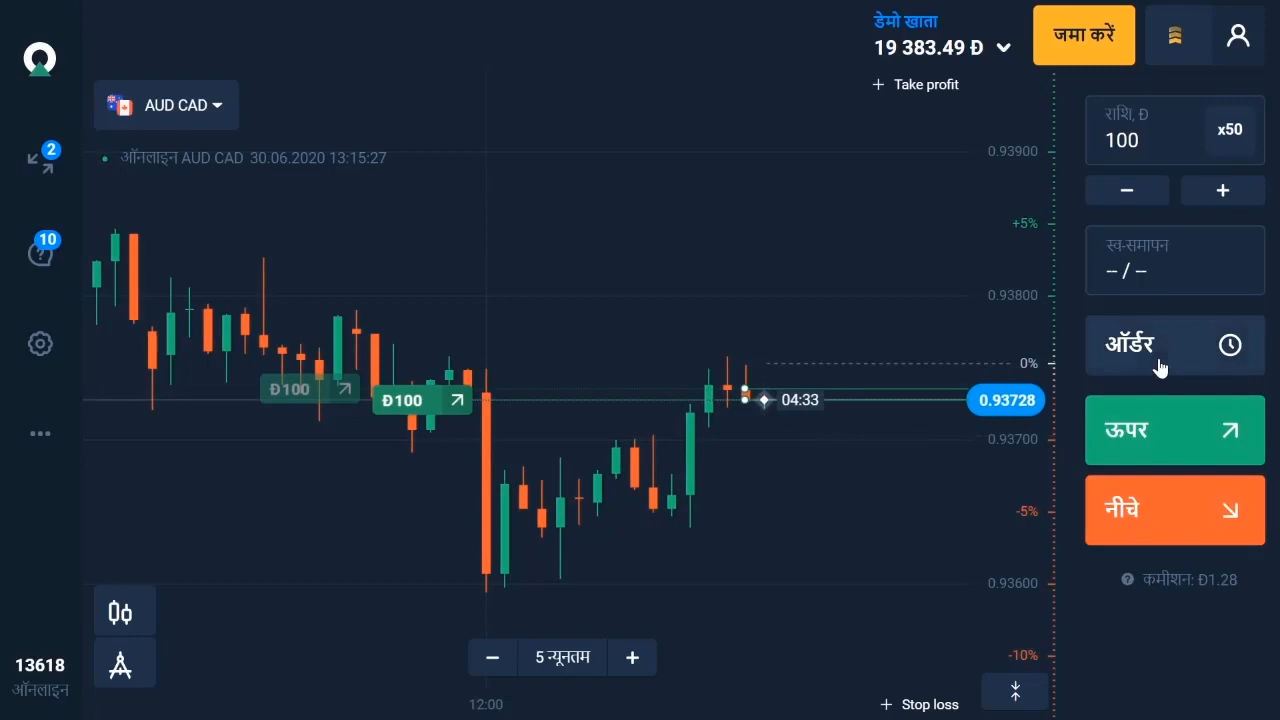 डेमो खाता
19 383.49 Đ
जमा करें
+ Take profit
AUD CAD
ऑनलाइन AUD CAD 30.06.2020 13:15:27
2
10
राशि, Đ
100
x50
− +
स्व-समापन
-- / --
ऑर्डर
ऊपर
नीचे
कमीशन: Đ1.28
0.93900
+5%
0.93800
0%
0.93728
0.93700
-5%
0.93600
-10%
Đ100
Đ100
04:33
− 5 न्यूनतम +
12:00
+ Stop loss
13618
ऑनलाइन